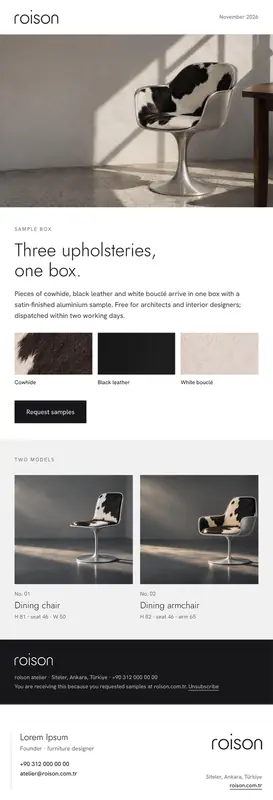 roison
November 2026
SAMPLE BOX
Three upholsteries,
one box.
Pieces of cowhide, black leather and white bouclé arrive in one box with a
satin-finished aluminium sample. Free for architects and interior designers;
dispatched within two working days.
Cowhide
Black leather
White bouclé
Request samples
TWO MODELS
No. 01
Dining chair
H 81 · seat 46 · W 50
No. 02
Dining armchair
H 82 · seat 46 · arm 65
roison
roison atelier · Siteler, Ankara, Türkiye · +90 312 000 00 00
You are receiving this because you requested samples at roison.com.tr. Unsubscribe
Lorem Ipsum
Founder · furniture designer
+90 312 000 00 00
atelier@roison.com.tr
roison
Siteler, Ankara, Türkiye
roison.com.tr